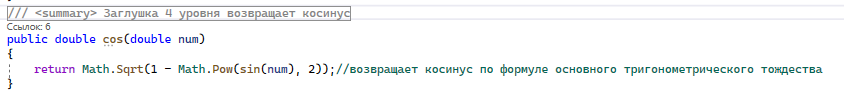 /// <summary> Заглушка 4 уровня возвращает косинус
Ссылок: 6
public double cos(double num)
{
return Math.Sqrt(1 - Math.Pow(sin(num), 2));//возвращает косинус по формуле основного тригонометрического тождества
}